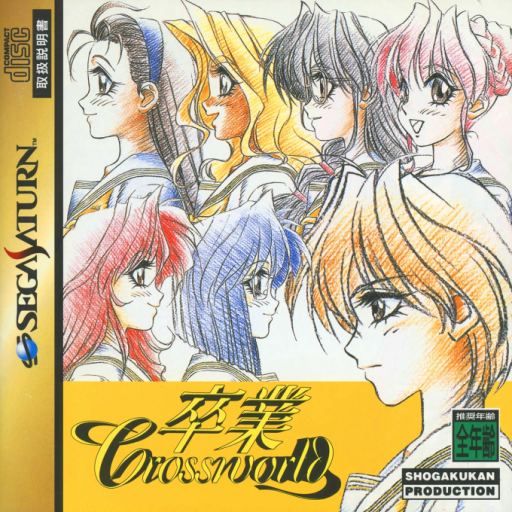 COMPACT
disc
取扱説明書
SEGA SATURN™
卒業
Crossworld
推奨年齢
全年齢
SHOGAKUKAN
PRODUCTION